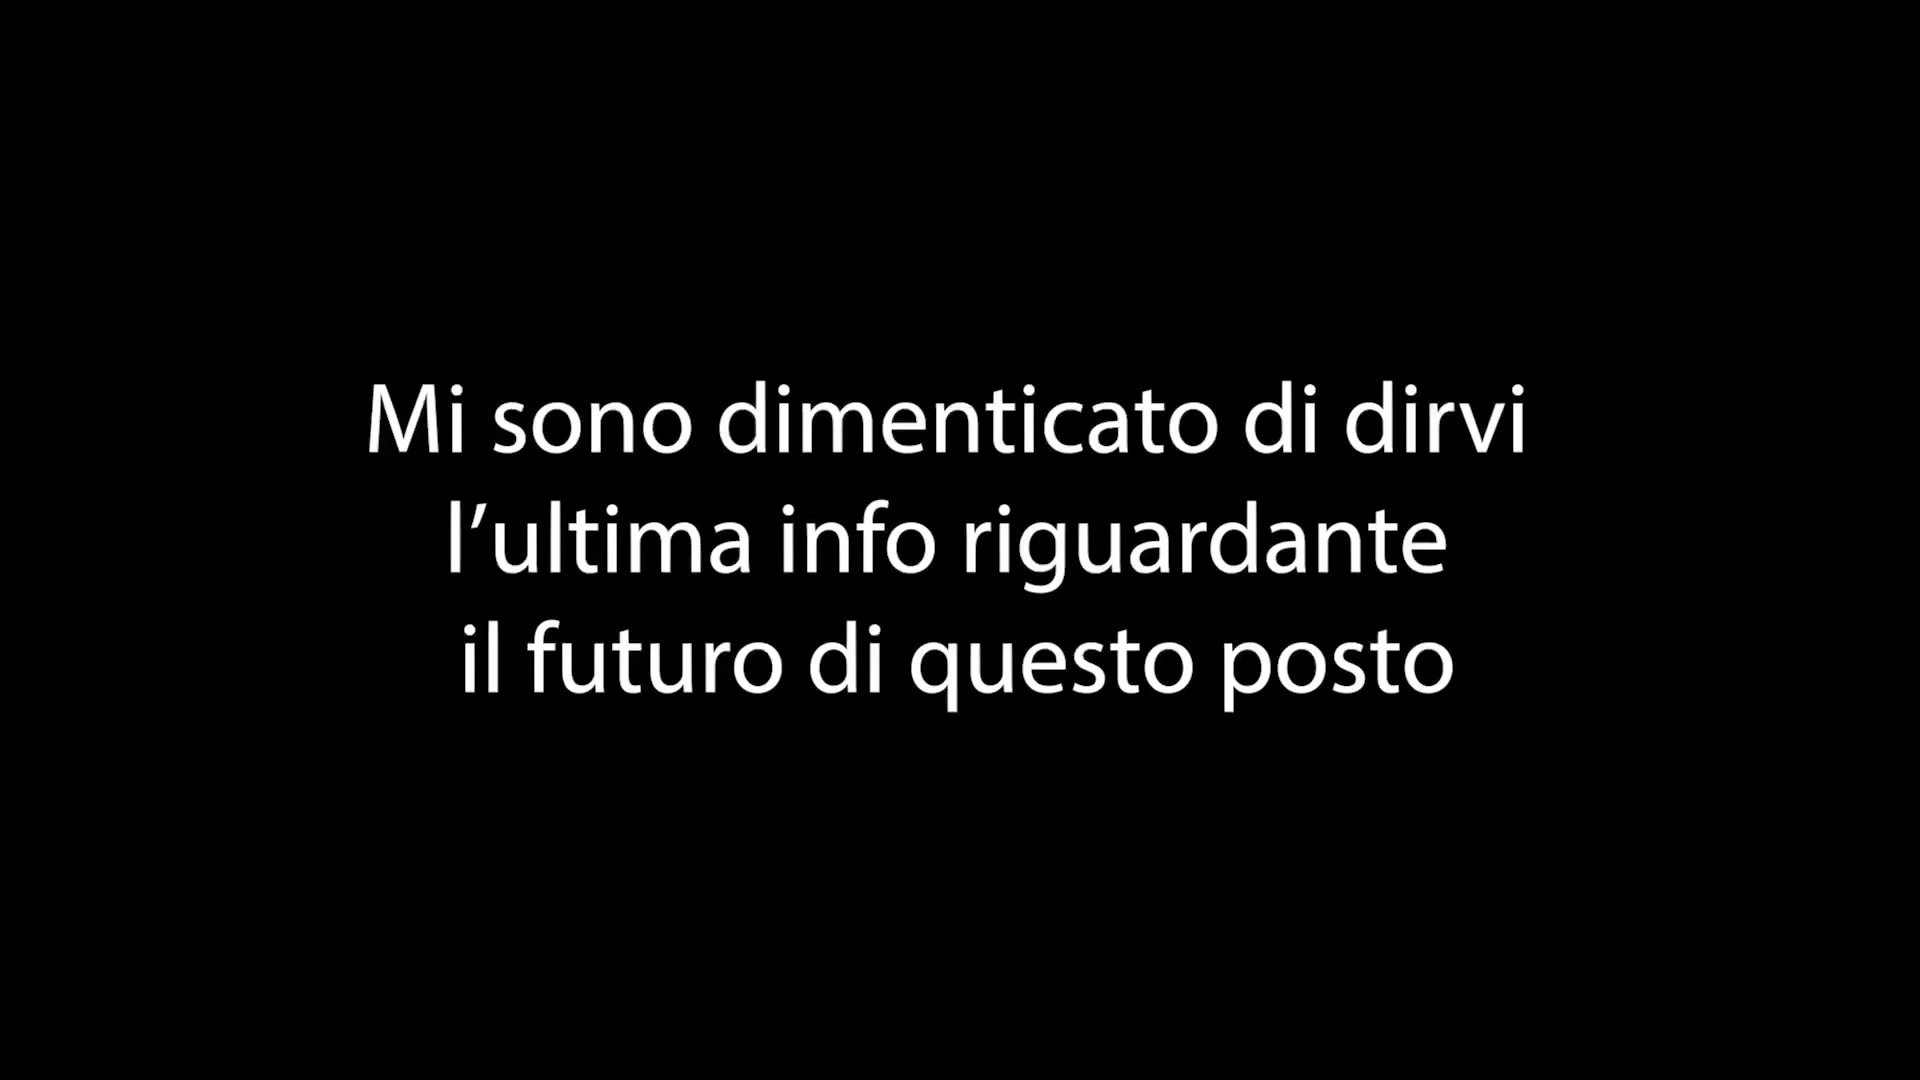 Mi sono dimenticato di dirvi
l’ultima info riguardante
il futuro di questo posto